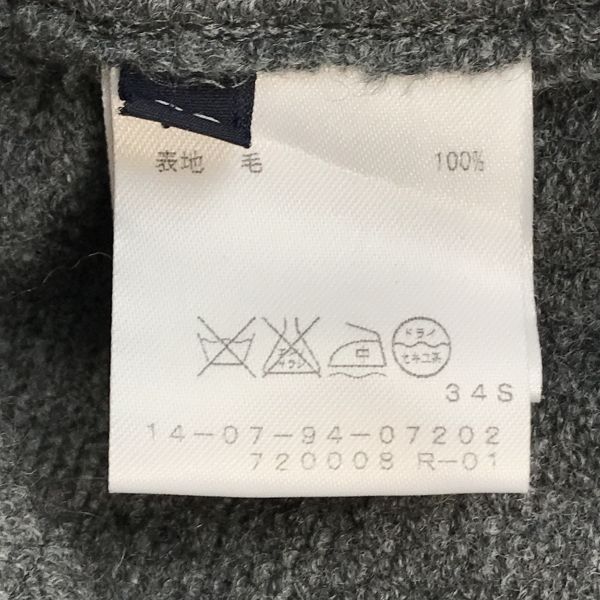 表地 毛 100%
エンソ サラシ 中 ドライ セキユ系
34S
14-07-94-07202
720008 R-01